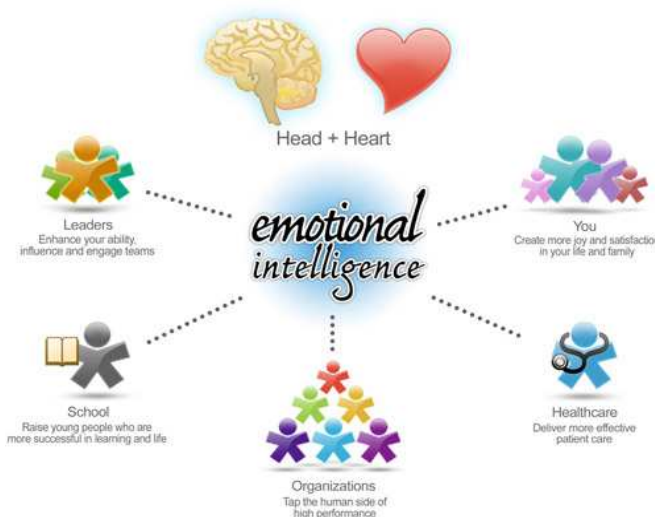 Head + Heart
Leaders
Enhance your ability,
influence and engage teams
You
Create more joy and satisfactio
in your life and family
emotional
intelligence
School
Raise young people who are
more successful in learning and life
Healthcare
Deliver more effective
patient care
Organizations
Tap the human side of
high performance